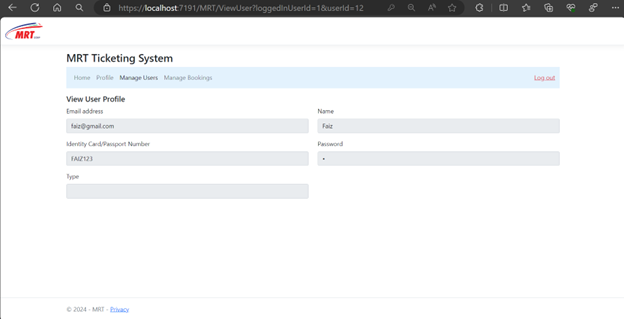 https://localhost:7191/MRT/ViewUser?loggedInUserId=1&userId=12
MRT.com
MRT Ticketing System
Home Profile Manage Users Manage Bookings Log out
View User Profile
Email address Name
faiz@gmail.com Faiz
Identity Card/Passport Number Password
FAIZ123 •
Type
© 2024 - MRT - Privacy